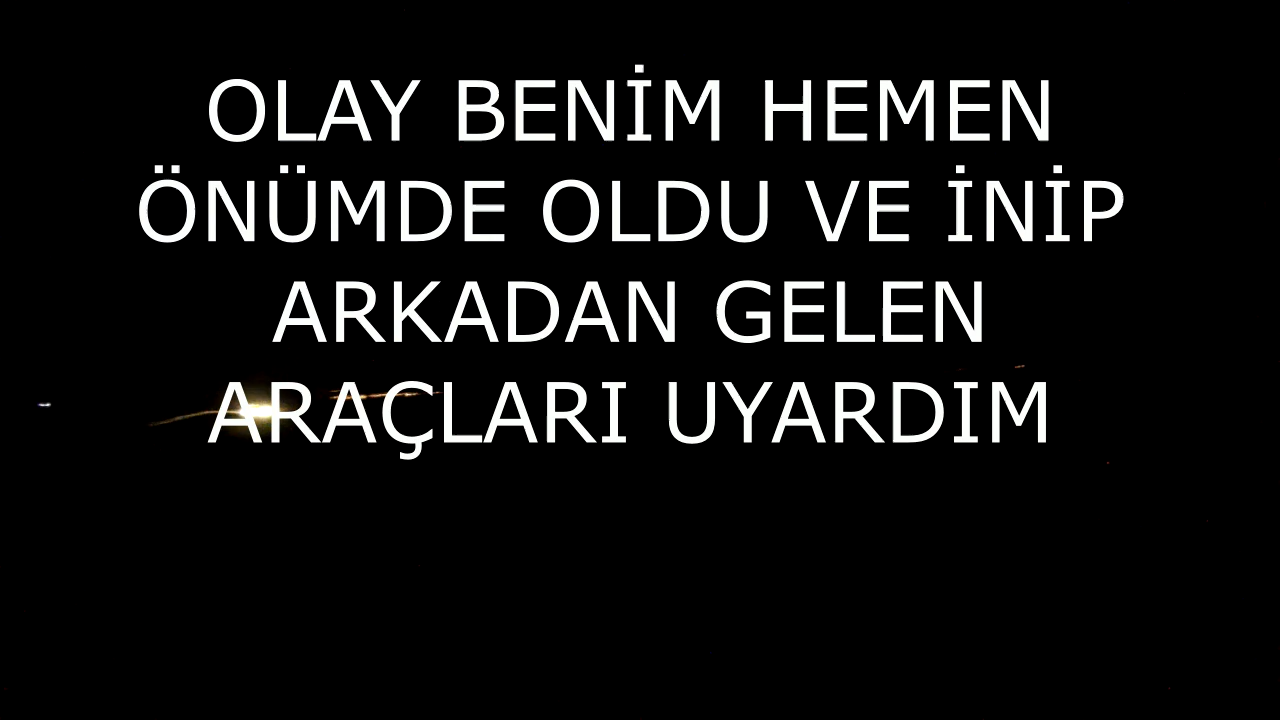 OLAY BENİM HEMEN
ÖNÜMDE OLDU VE İNİP
ARKADAN GELEN
ARAÇLARI UYARDIM